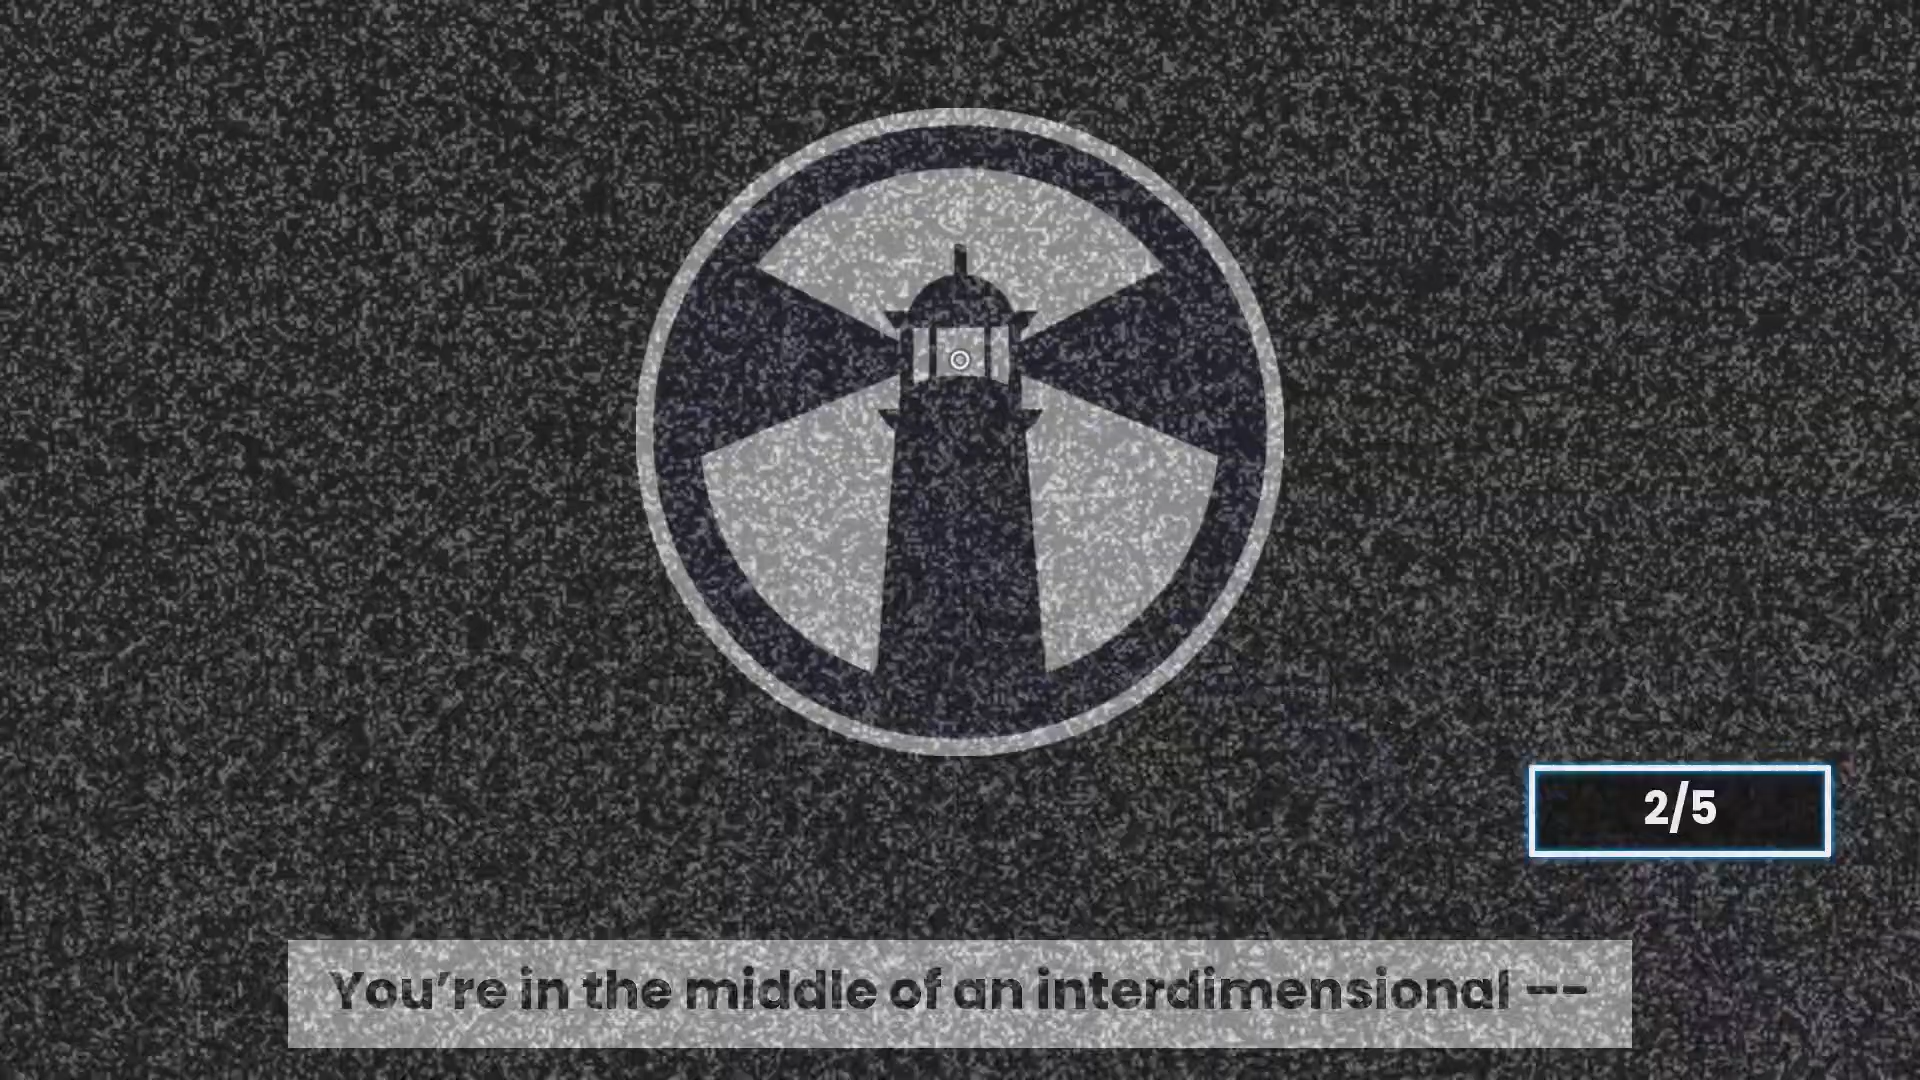 2/5
You’re in the middle of an interdimensional --